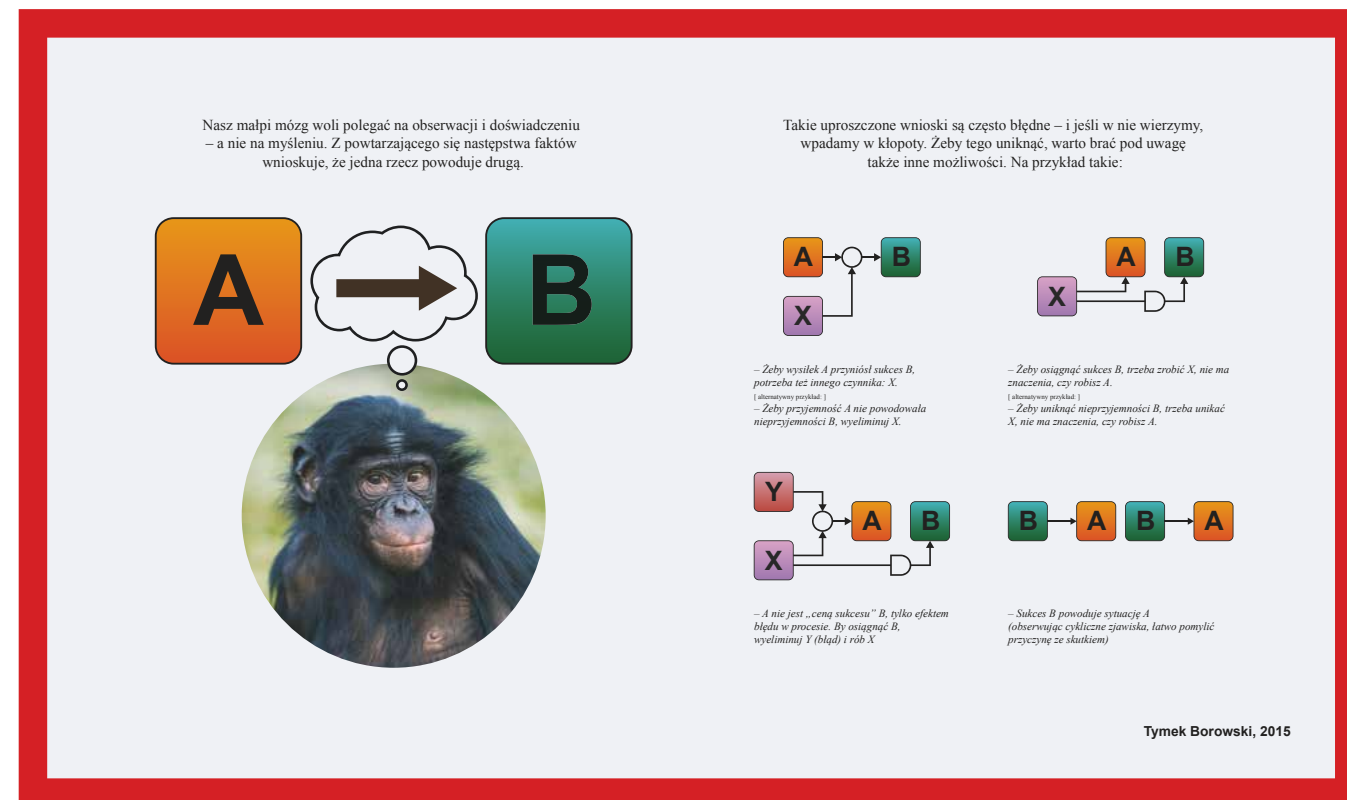 Nasz małpi mózg woli polegać na obserwacji i doświadczeniu
– a nie na myśleniu. Z powtarzającego się następstwa faktów
wnioskuje, że jedna rzecz powoduje drugą.
A
B
Takie uproszczone wnioski są często błędne – i jeśli w nie wierzymy,
wpadamy w kłopoty. Żeby tego uniknąć, warto brać pod uwagę
także inne możliwości. Na przykład takie:
A
B
X
– Żeby wysiłek A przyniósł sukces B,
potrzeba też innego czynnika: X.
[ alternatywny przykład: ]
– Żeby przyjemność A nie powodowała
nieprzyjemności B, wyeliminuj X.
A
B
X
– Żeby osiągnąć sukces B, trzeba zrobić X, nie ma
znaczenia, czy robisz A.
[ alternatywny przykład: ]
– Żeby uniknąć nieprzyjemności B, trzeba unikać
X, nie ma znaczenia, czy robisz A.
Y
A
B
X
– A nie jest „ceną sukcesu” B, tylko efektem
błędu w procesie. By osiągnąć B,
wyeliminuj Y (błąd) i rób X
B A B A
– Sukces B powoduje sytuację A
(obserwując cykliczne zjawiska, łatwo pomylić
przyczynę ze skutkiem)
Tymek Borowski, 2015